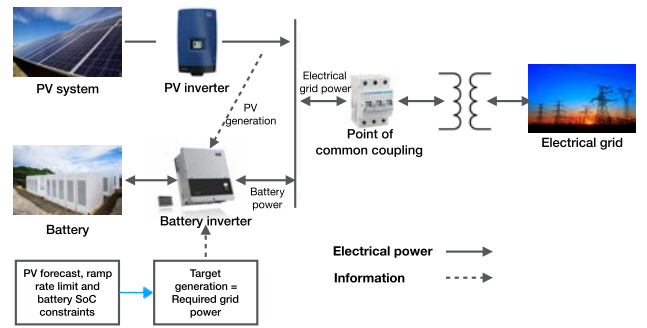 PV system
PV inverter
PV
generation
Electrical
grid power
Point of
common coupling
Electrical grid
Battery
Battery inverter
Battery
power
PV forecast, ramp
rate limit and
battery SoC
constraints
Target
generation =
Required grid
power
Electrical power
Information